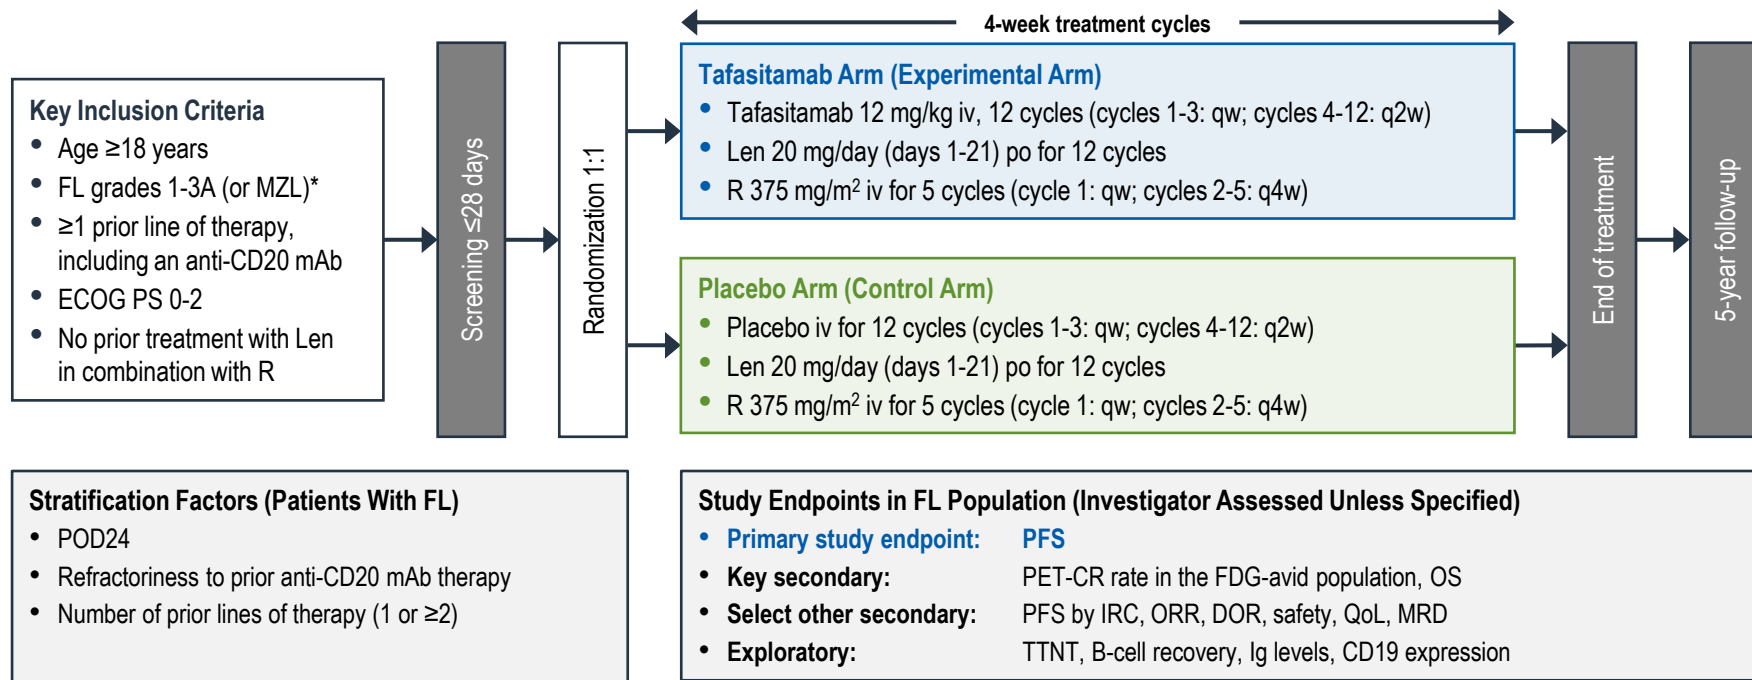 4-week treatment cycles
Key Inclusion Criteria
• Age ≥18 years
• FL grades 1-3A (or MZL)*
• ≥1 prior line of therapy,
including an anti-CD20 mAb
• ECOG PS 0-2
• No prior treatment with Len
in combination with R
Screening ≤28 days
Randomization 1:1
Tafasitamab Arm (Experimental Arm)
• Tafasitamab 12 mg/kg iv, 12 cycles (cycles 1-3: qw; cycles 4-12: q2w)
• Len 20 mg/day (days 1-21) po for 12 cycles
• R 375 mg/m² iv for 5 cycles (cycle 1: qw; cycles 2-5: q4w)
Placebo Arm (Control Arm)
• Placebo iv for 12 cycles (cycles 1-3: qw; cycles 4-12: q2w)
• Len 20 mg/day (days 1-21) po for 12 cycles
• R 375 mg/m² iv for 5 cycles (cycle 1: qw; cycles 2-5: q4w)
End of treatment
5-year follow-up
Stratification Factors (Patients With FL)
• POD24
• Refractoriness to prior anti-CD20 mAb therapy
• Number of prior lines of therapy (1 or ≥2)
Study Endpoints in FL Population (Investigator Assessed Unless Specified)
• Primary study endpoint: PFS
• Key secondary: PET-CR rate in the FDG-avid population, OS
• Select other secondary: PFS by IRC, ORR, DOR, safety, QoL, MRD
• Exploratory: TTNT, B-cell recovery, Ig levels, CD19 expression